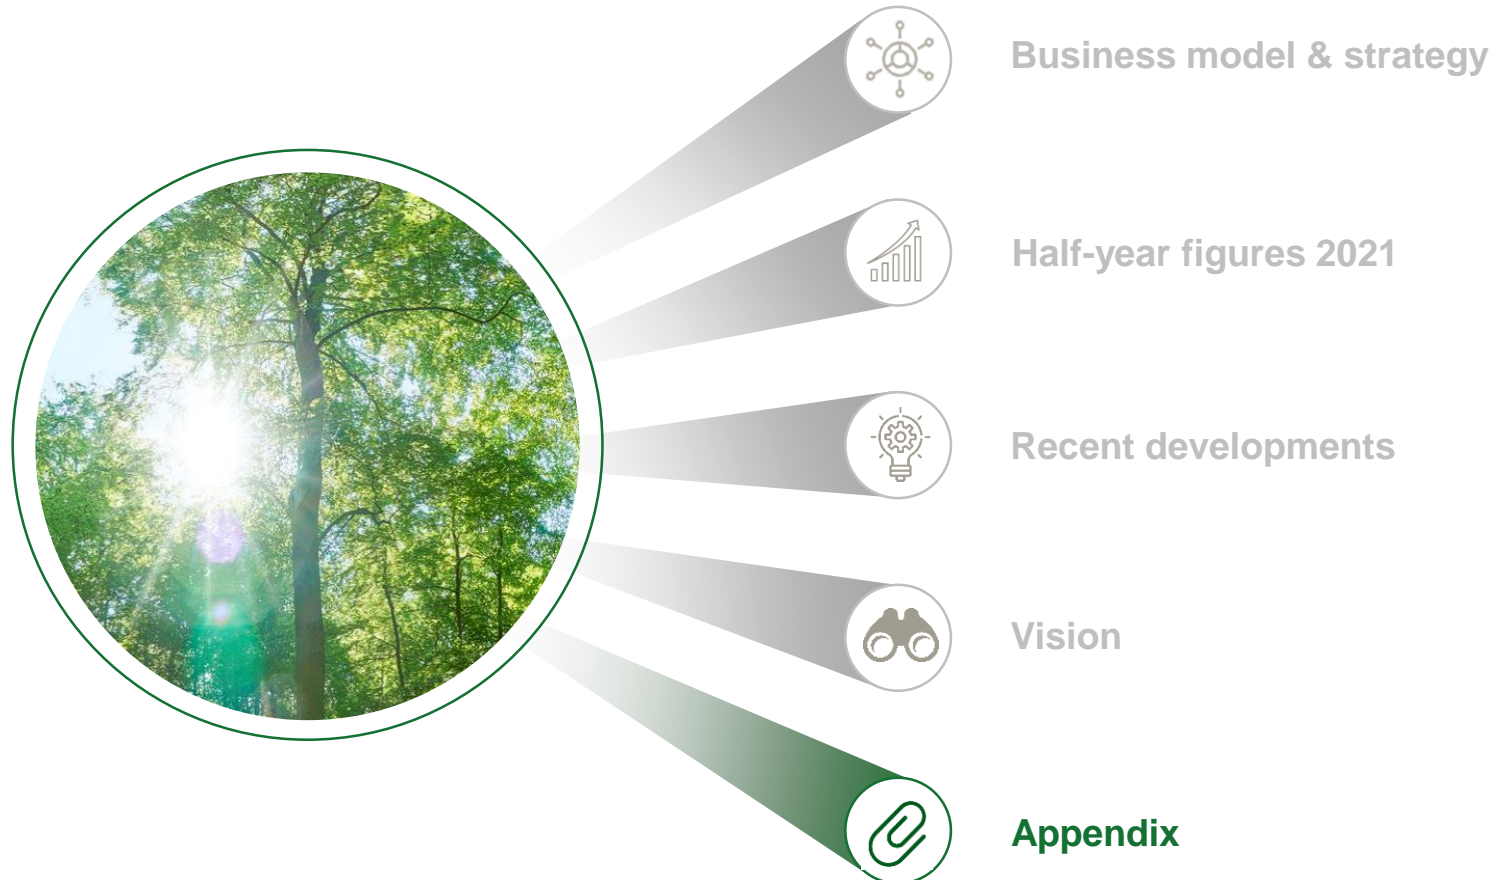 Business model & strategy
Half-year figures 2021
Recent developments
Vision
Appendix